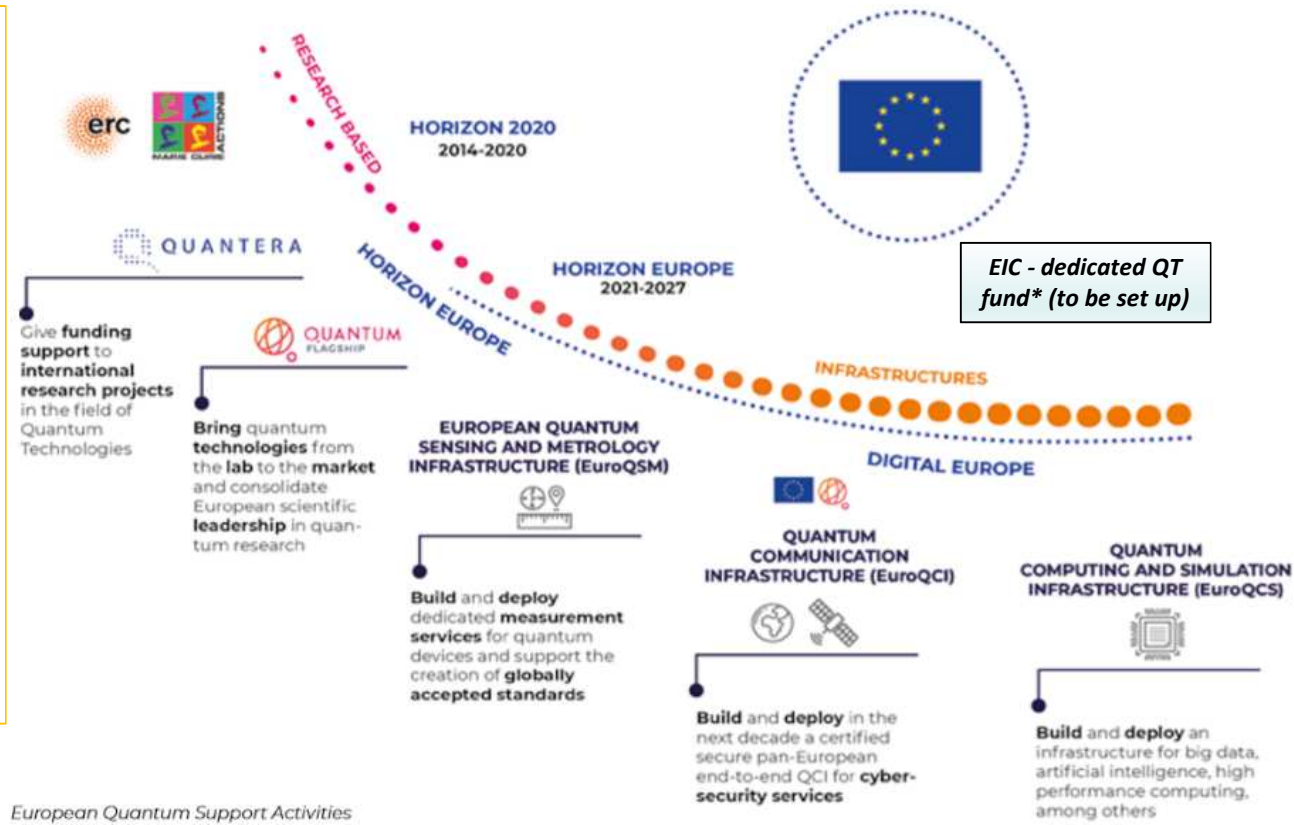 erc
MARIE CURIE
ACTIONS
RESEARCH BASED
HORIZON 2020
2014-2020
QUANTERA
Give funding
support to
international
research projects
in the field of
Quantum
Technologies
HORIZON EUROPE
HORIZON EUROPE
2021-2027
EIC - dedicated QT
fund* (to be set up)
QUANTUM
FLAGSHIP
Bring quantum
technologies from
the lab to the market
and consolidate
European scientific
leadership in quan-
tum research
INFRASTRUCTURES
DIGITAL EUROPE
EUROPEAN QUANTUM
SENSING AND METROLOGY
INFRASTRUCTURE (EuroQSM)
Build and deploy
dedicated measurement
services for quantum
devices and support the
creation of globally
accepted standards
QUANTUM
COMMUNICATION
INFRASTRUCTURE (EuroQCI)
Build and deploy in the
next decade a certified
secure pan-European
end-to-end QCI for cyber-
security services
QUANTUM
COMPUTING AND SIMULATION
INFRASTRUCTURE (EuroQCS)
Build and deploy an
infrastructure for big data,
artificial intelligence, high
performance computing,
among others
European Quantum Support Activities